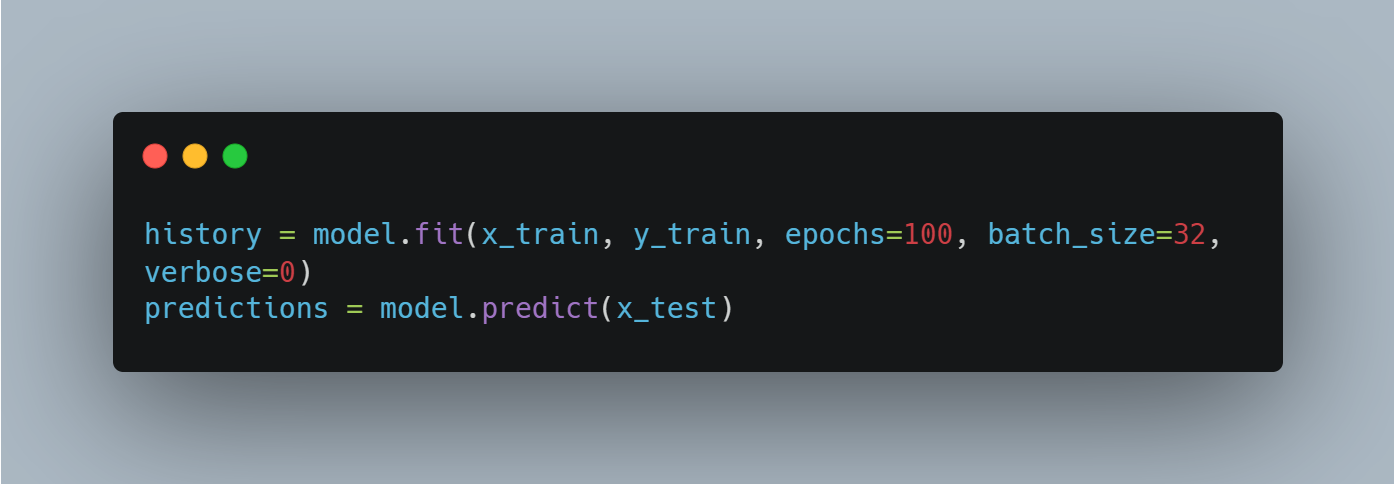 history = model.fit(x_train, y_train, epochs=100, batch_size=32,
verbose=0)
predictions = model.predict(x_test)